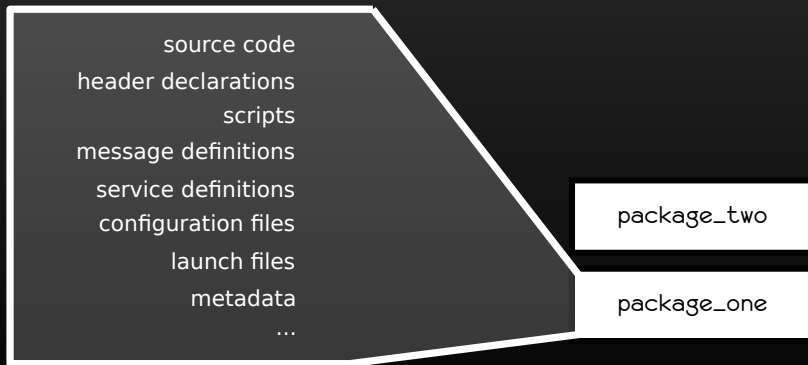 source code
header declarations
scripts
message definitions
service definitions
configuration files
launch files
metadata
...
package_two
package_one